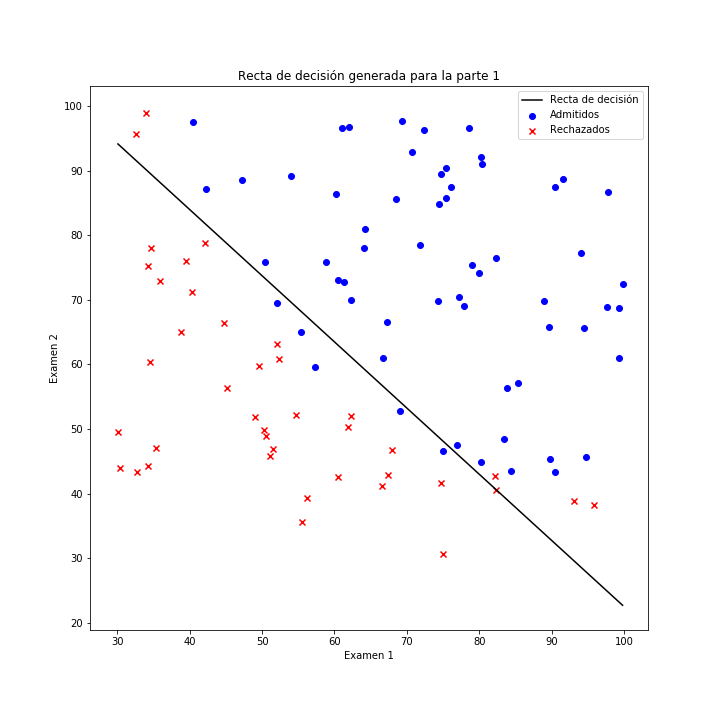 Recta de decisión generada para la parte 1
Recta de decisión
Admitidos
Rechazados
100
90
80
70
60
50
40
30
20
Examen 2
30 40 50 60 70 80 90 100
Examen 1